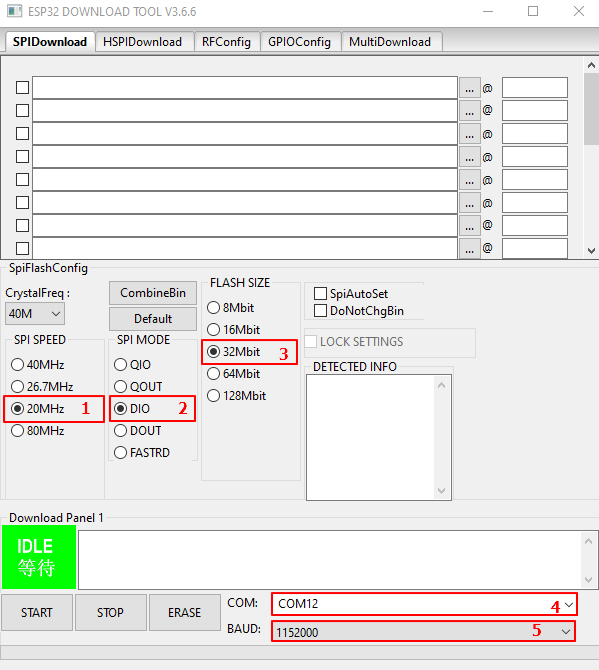 ESP32 DOWNLOAD TOOL V3.6.6
SPIDownload HSPIDownload RFConfig GPIOConfig MultiDownload
... @
... @
... @
... @
... @
... @
... @
... @
SpiFlashConfig
CrystalFreq :
40M
CombineBin
Default
SPI SPEED
40MHz
26.7MHz
20MHz 1
80MHz
SPI MODE
QIO
QOUT
DIO 2
DOUT
FASTRD
FLASH SIZE
8Mbit
16Mbit
32Mbit 3
64Mbit
128Mbit
SpiAutoSet
DoNotChgBin
LOCK SETTINGS
DETECTED INFO
Download Panel 1
IDLE
等待
START STOP ERASE
COM: COM12 4
BAUD: 1152000 5